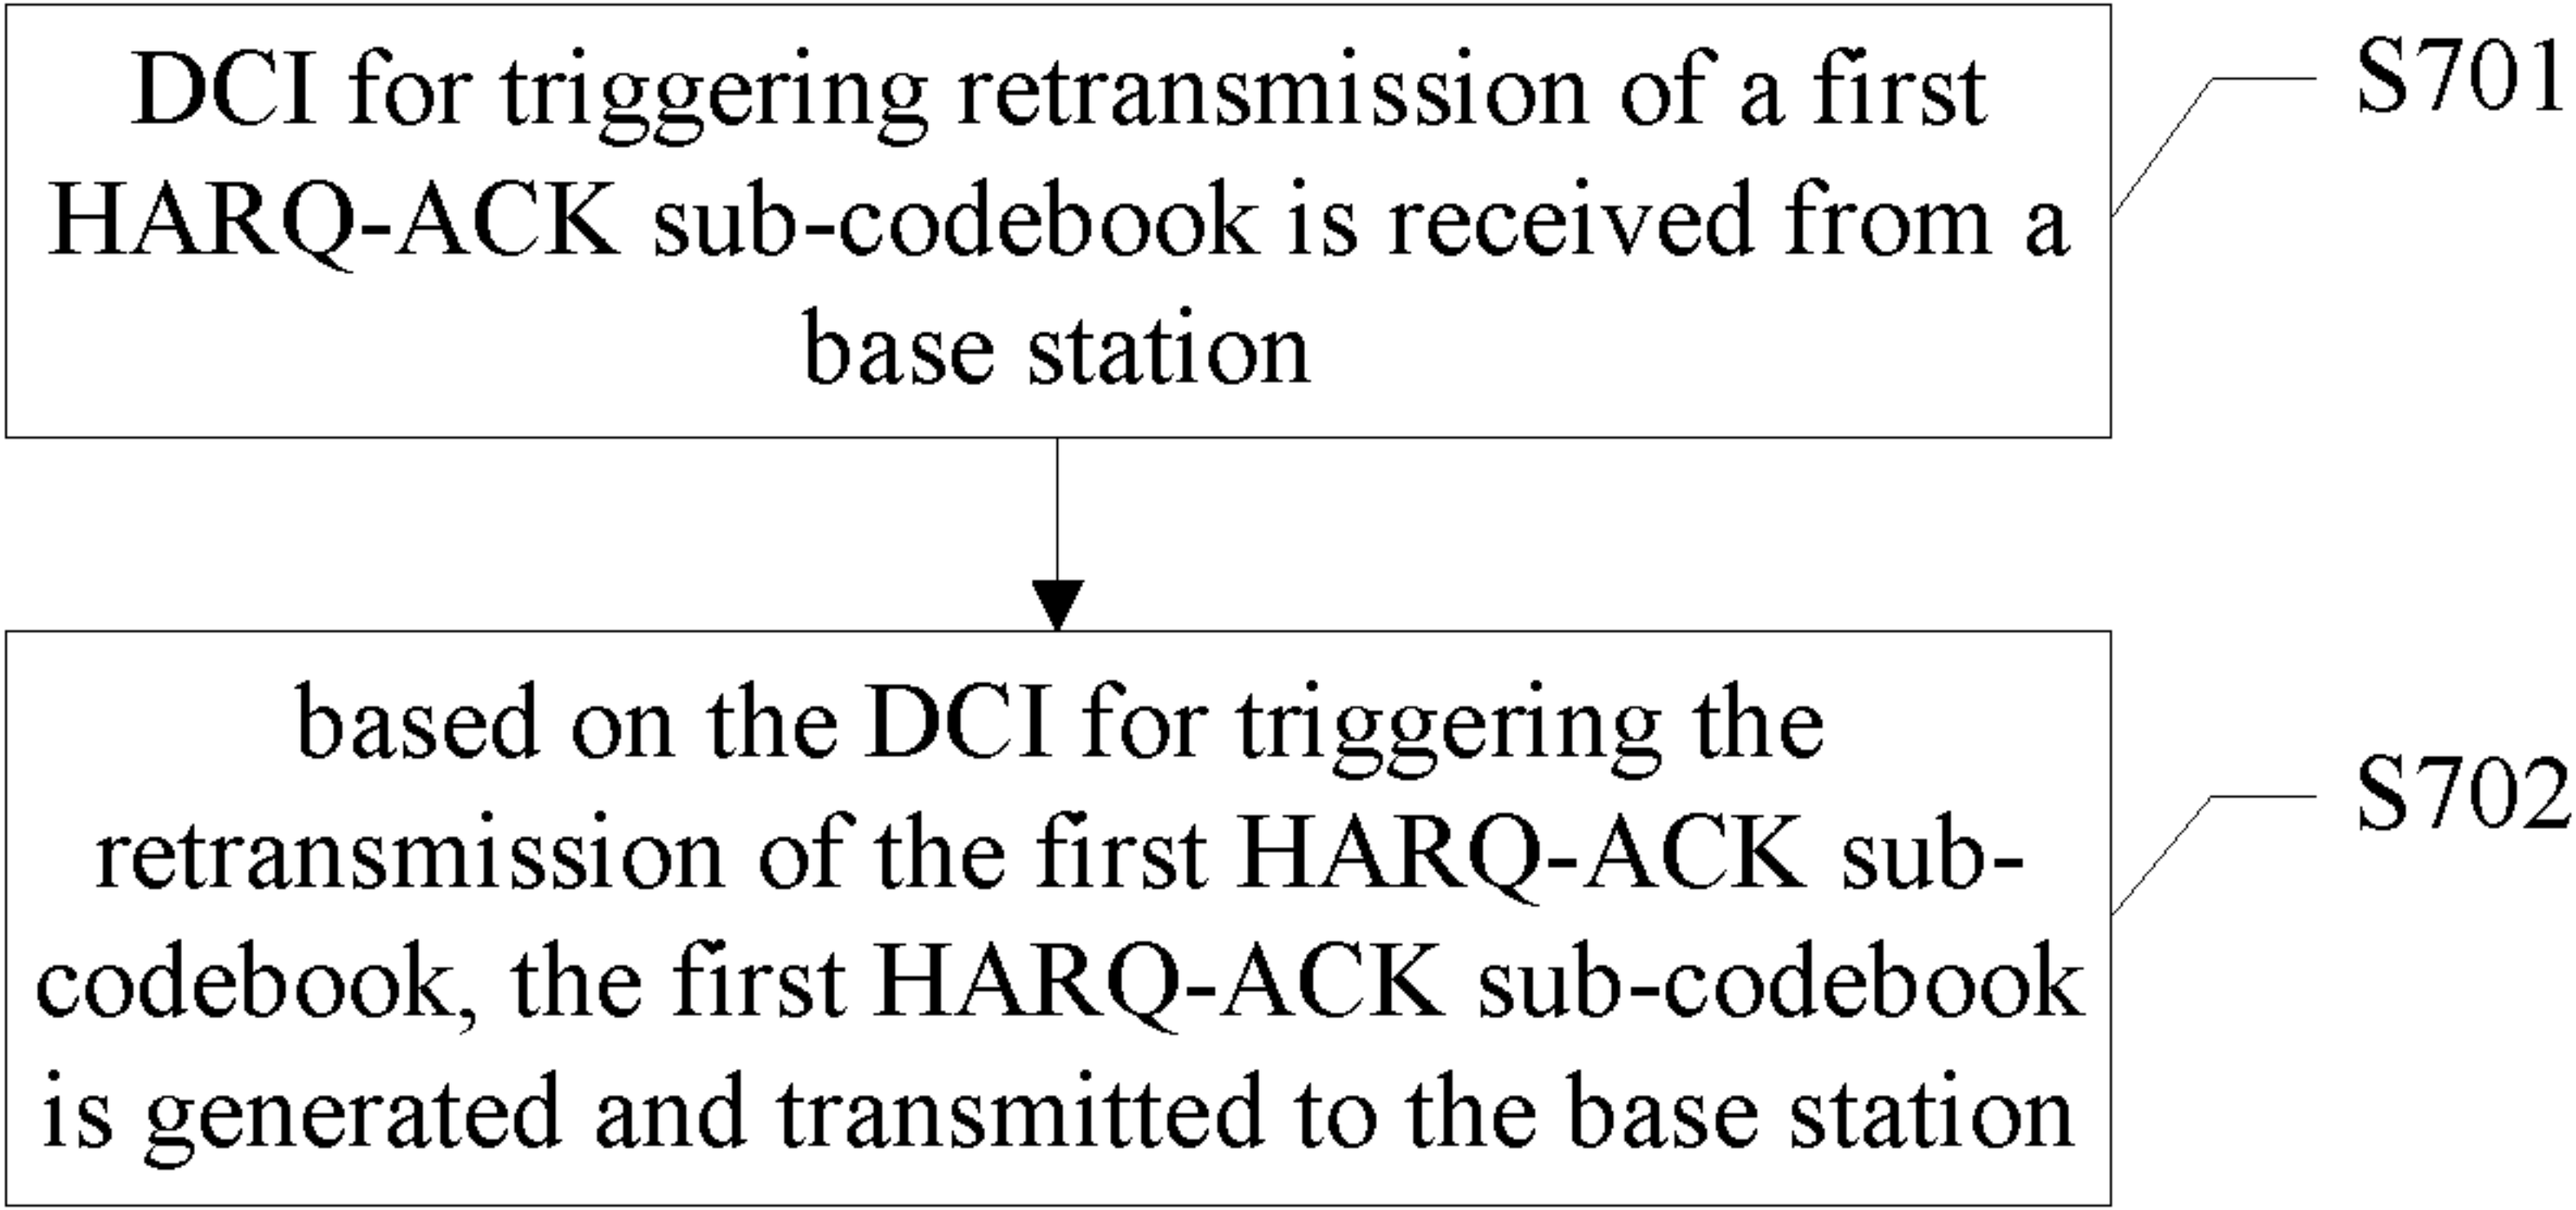 DCI for triggering retransmission of a first
HARQ-ACK sub-codebook is received from a
base station
S701
based on the DCI for triggering the
retransmission of the first HARQ-ACK sub-
codebook, the first HARQ-ACK sub-codebook
is generated and transmitted to the base station
S702